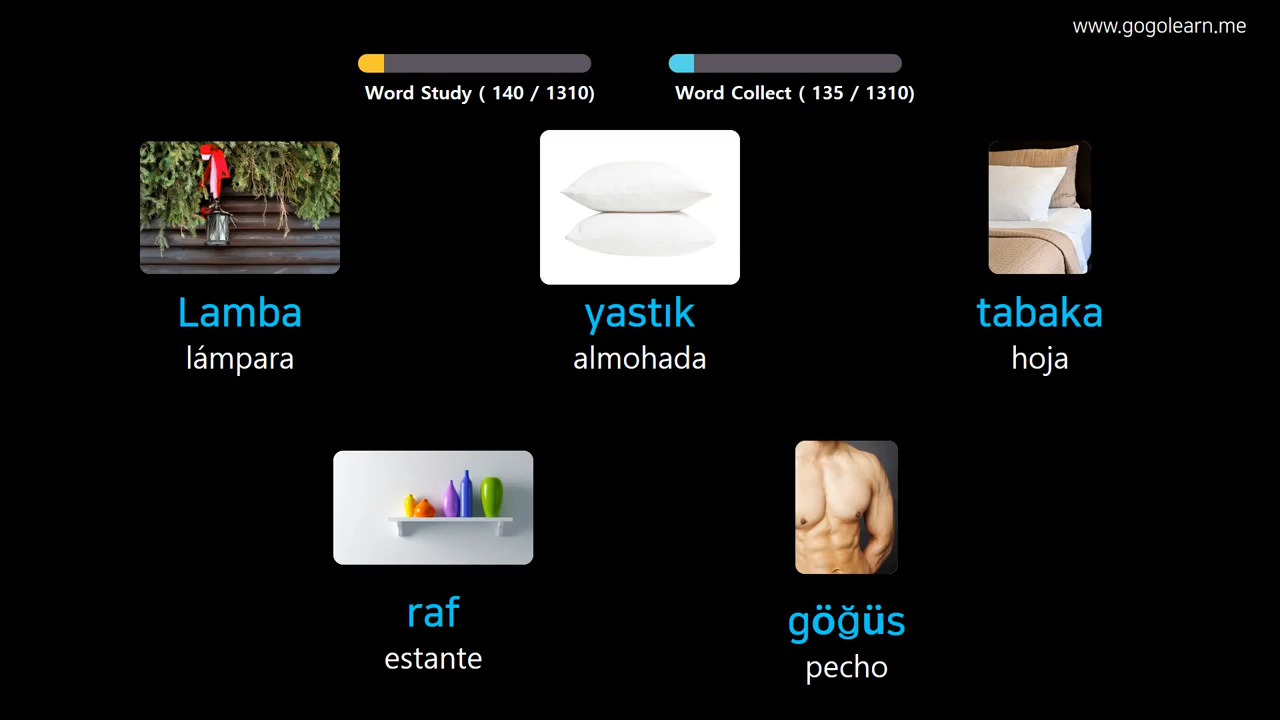 www.gogolearn.me
Word Study ( 140 / 1310)
Word Collect ( 135 / 1310)
Lamba
lámpara
yastık
almohada
tabaka
hoja
raf
estante
göğüs
pecho